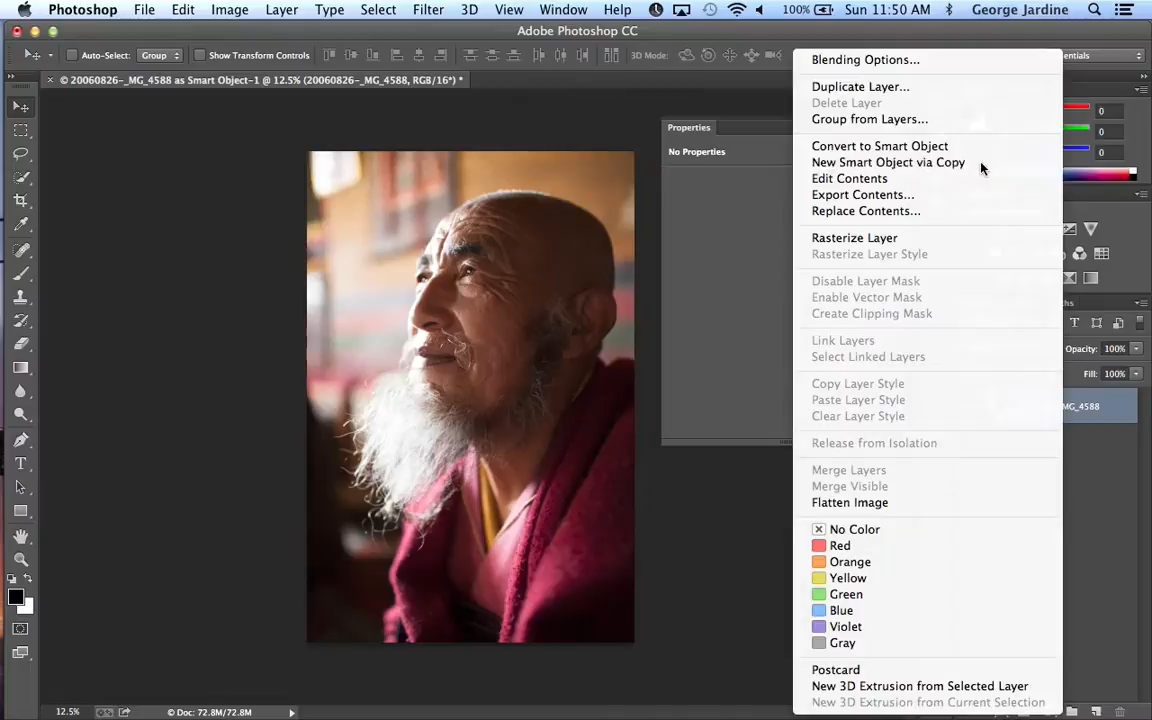 Photoshop File Edit Image Layer Type Select Filter 3D View Window Help 100% Sun 11:50 AM George Jardine
Adobe Photoshop CC
Auto-Select: Group Show Transform Controls 3D Mode: entials
× © 20060826-_MG_4588 as Smart Object-1 @ 12.5% (20060826-_MG_4588, RGB/16*) *
Properties
No Properties
Blending Options...
Duplicate Layer...
Delete Layer
Group from Layers...
Convert to Smart Object
New Smart Object via Copy
Edit Contents
Export Contents...
Replace Contents...
Rasterize Layer
Rasterize Layer Style
Disable Layer Mask
Enable Vector Mask
Create Clipping Mask
Link Layers
Select Linked Layers
Copy Layer Style
Paste Layer Style
Clear Layer Style
Release from Isolation
Merge Layers
Merge Visible
Flatten Image
No Color
Red
Orange
Yellow
Green
Blue
Violet
Gray
Postcard
New 3D Extrusion from Selected Layer
New 3D Extrusion from Current Selection
0
0
0
ths
Opacity: 100%
Fill: 100%
MG_4588
12.5% © Doc: 72.8M/72.8M